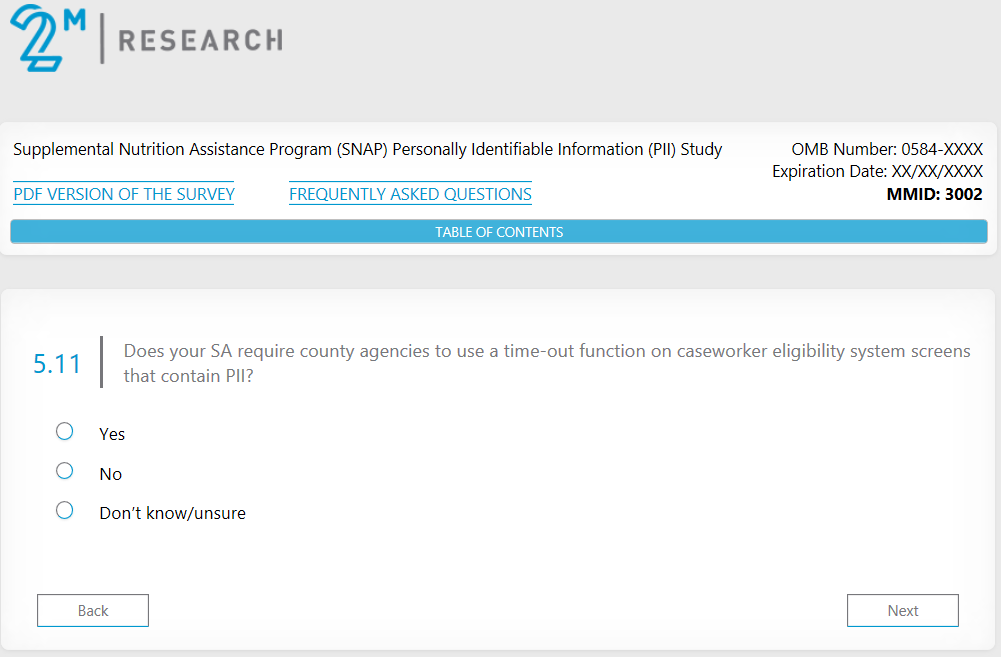 2M | RESEARCH
Supplemental Nutrition Assistance Program (SNAP) Personally Identifiable Information (PII) Study
OMB Number: 0584-XXXX
Expiration Date: XX/XX/XXXX
PDF VERSION OF THE SURVEY
FREQUENTLY ASKED QUESTIONS
MMID: 3002
TABLE OF CONTENTS
5.11
Does your SA require county agencies to use a time-out function on caseworker eligibility system screens
that contain PII?
Yes
No
Don’t know/unsure
Back
Next